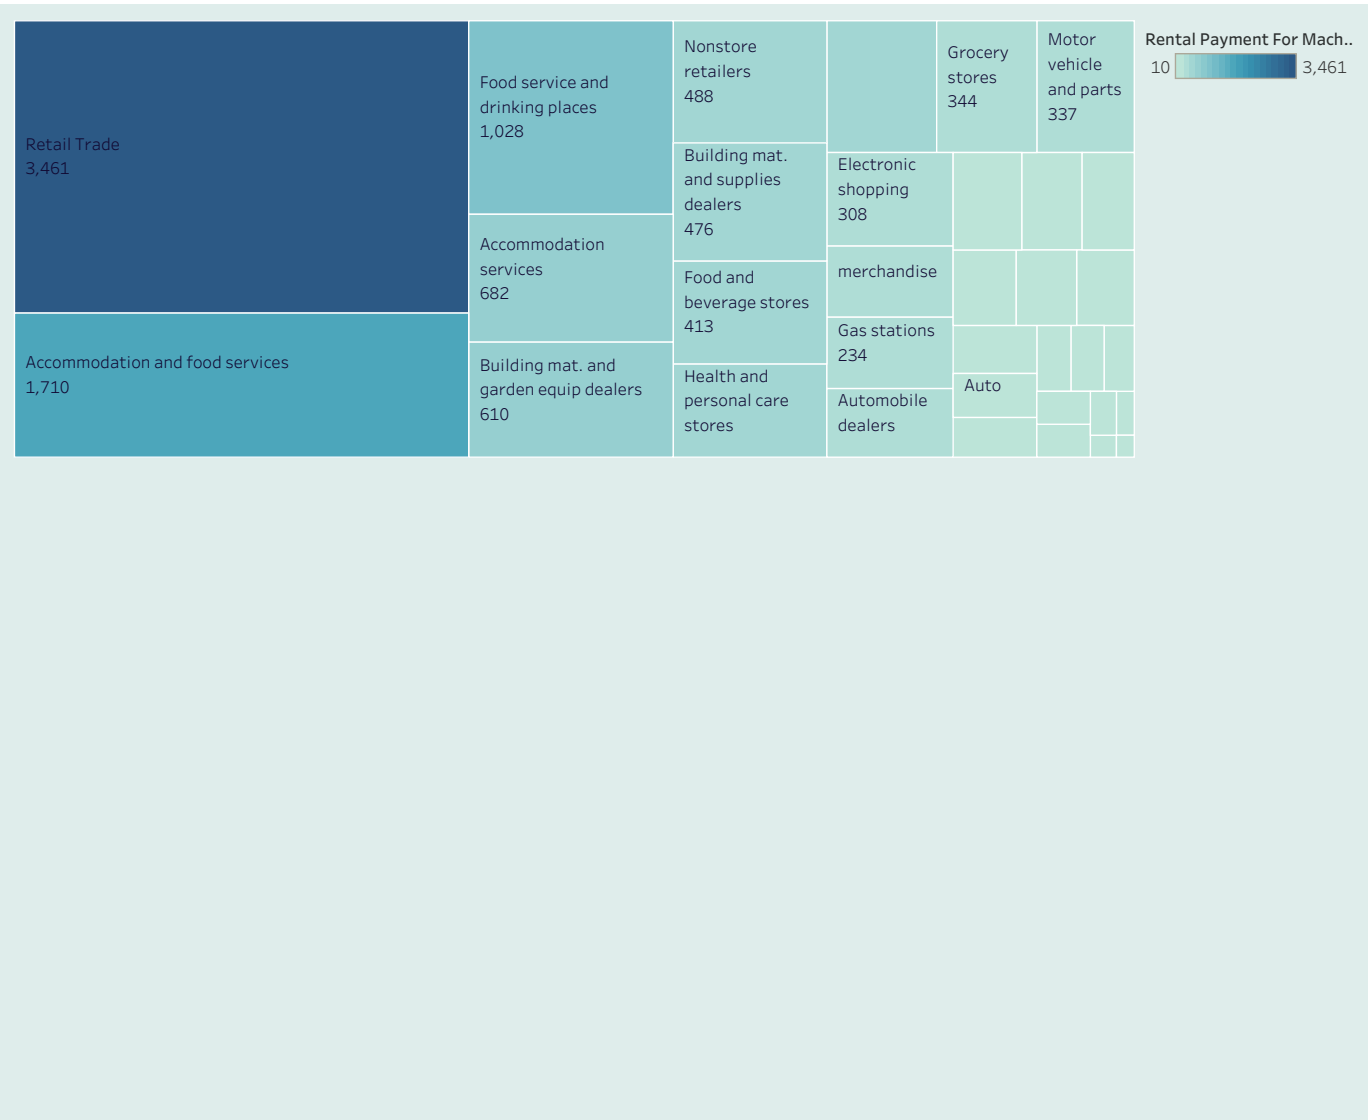 Retail Trade
3,461
Accommodation and food services
1,710
Food service and
drinking places
1,028
Accommodation
services
682
Building mat. and
garden equip dealers
610
Nonstore
retailers
488
Building mat.
and supplies
dealers
476
Food and
beverage stores
413
Health and
personal care
stores
Grocery
stores
344
Motor
vehicle
and parts
337
Electronic
shopping
308
merchandise
Gas stations
234
Automobile
dealers
Auto
Rental Payment For Mach..
10
3,461